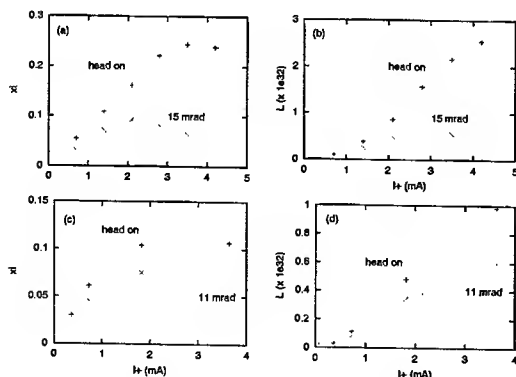 (a)
head on
15 mrad
xi
0.3
0.2
0.1
0
0 1 2 3 4 5
I+ (mA)
(b)
head on
15 mrad
L (x 1e32)
3
2
1
0
0 1 2 3 4 5
I+ (mA)
(c)
head on
11 mrad
xi
0.15
0.1
0.05
0
0 1 2 3 4
I+ (mA)
(d)
head on
11 mrad
L (x 1e32)
1
0.8
0.6
0.4
0.2
0
0 1 2 3 4
I+ (mA)